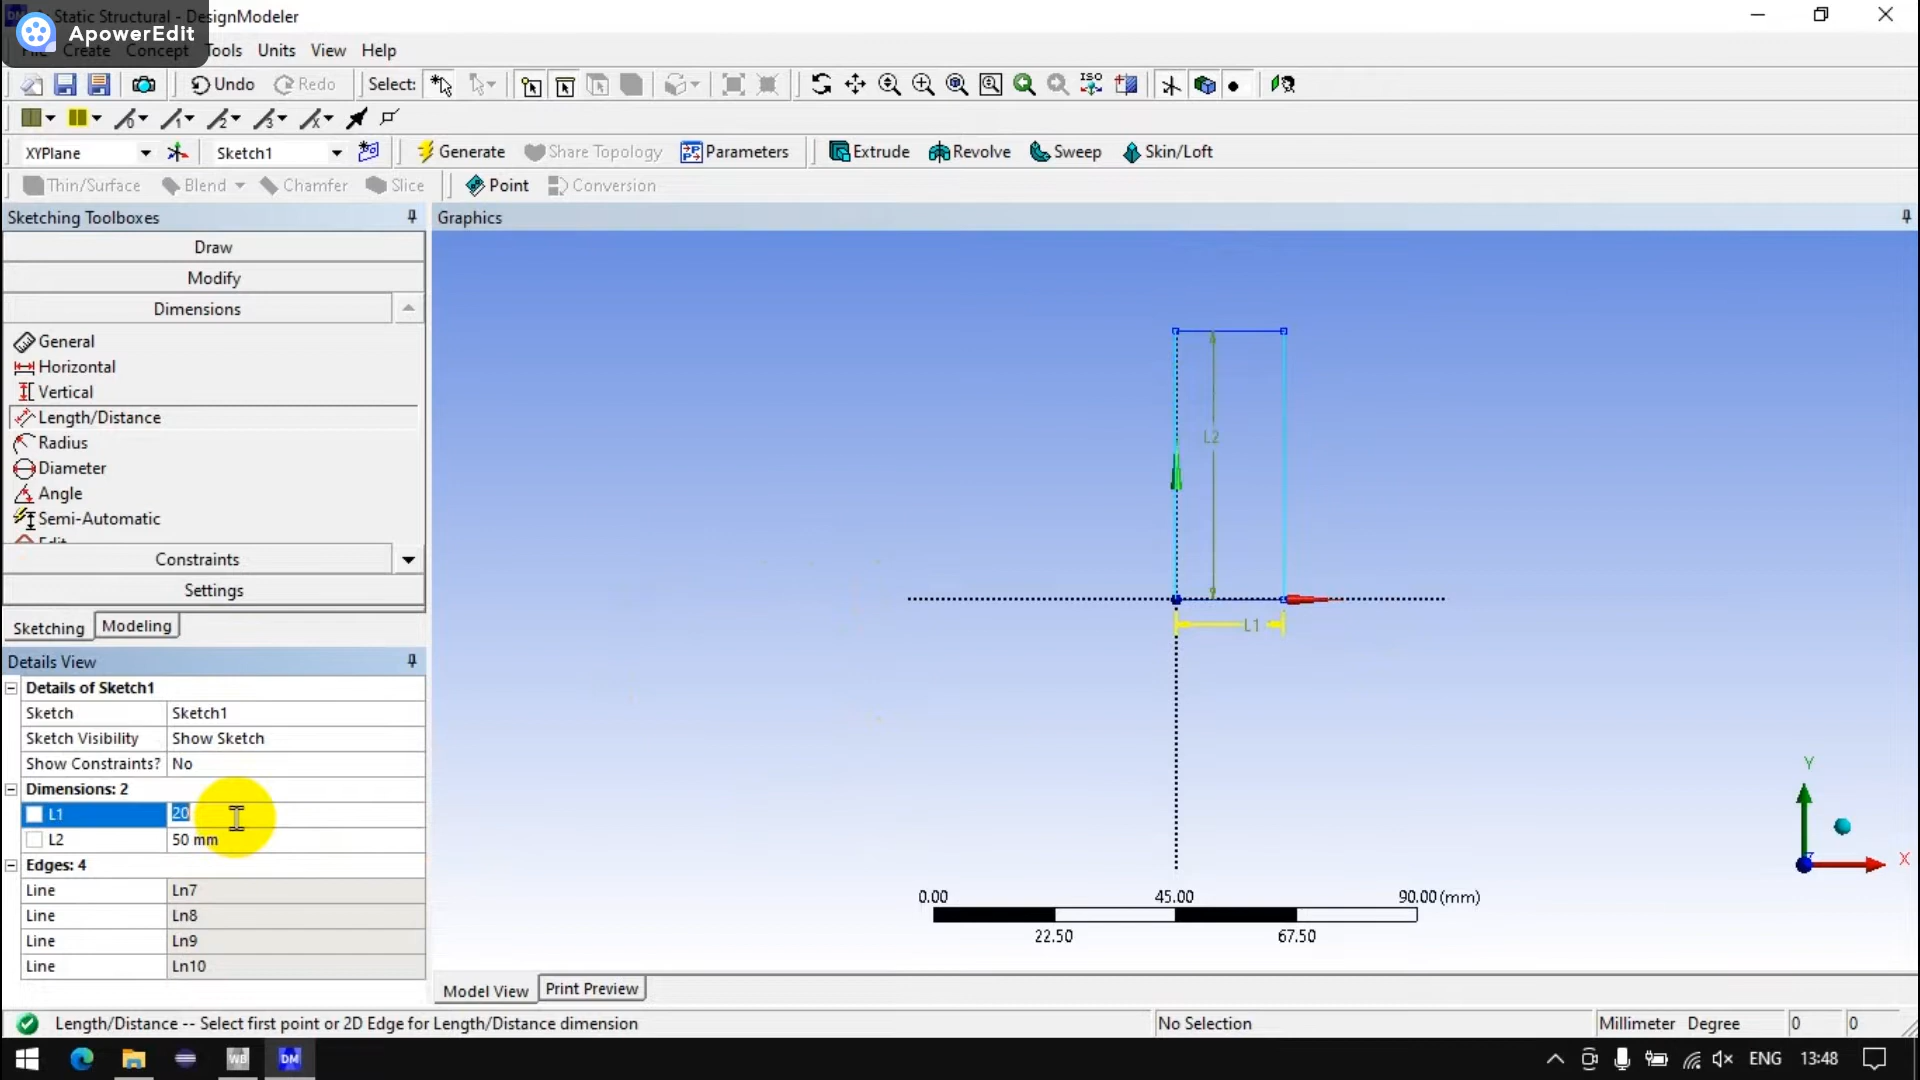 Static Structural - DesignModeler
ApowerEdit
Create Concept Tools Units View Help
Undo Redo Select: ISO
XYPlane Sketch1 Generate Share Topology Parameters Extrude Revolve Sweep Skin/Loft
Thin/Surface Blend Chamfer Slice Point Conversion
Sketching Toolboxes
Graphics
Draw
Modify
Dimensions
General
Horizontal
Vertical
Length/Distance
Radius
Diameter
Angle
Semi-Automatic
Edit
Constraints
Settings
Sketching Modeling
Details View
Details of Sketch1
Sketch Sketch1
Sketch Visibility Show Sketch
Show Constraints? No
Dimensions: 2
L1 20
L2 50 mm
Edges: 4
Line Ln7
Line Ln8
Line Ln9
Line Ln10
L2
L1
Y
X
0.00 45.00 90.00 (mm)
22.50 67.50
Model View Print Preview
Length/Distance -- Select first point or 2D Edge for Length/Distance dimension No Selection Millimeter Degree 0 0
WB DM ENG 13:48